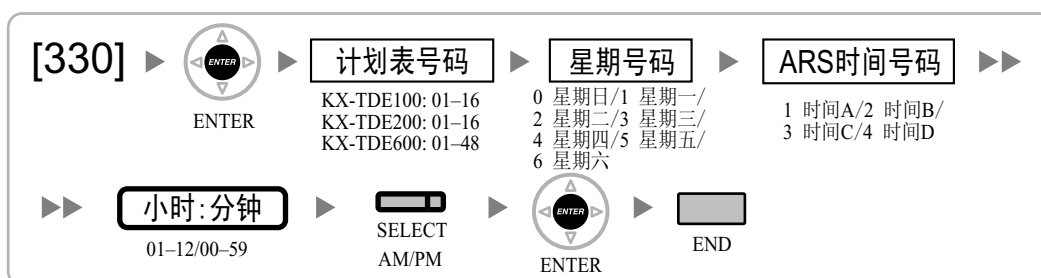 [330]
ENTER
ENTER
计划表号码
KX-TDE100: 01–16
KX-TDE200: 01–16
KX-TDE600: 01–48
星期号码
0 星期日/1 星期一/
2 星期二/3 星期三/
4 星期四/5 星期五/
6 星期六
ARS时间号码
1 时间A/2 时间B/
3 时间C/4 时间D
小时:分钟
01–12/00–59
SELECT
AM/PM
ENTER
ENTER
END